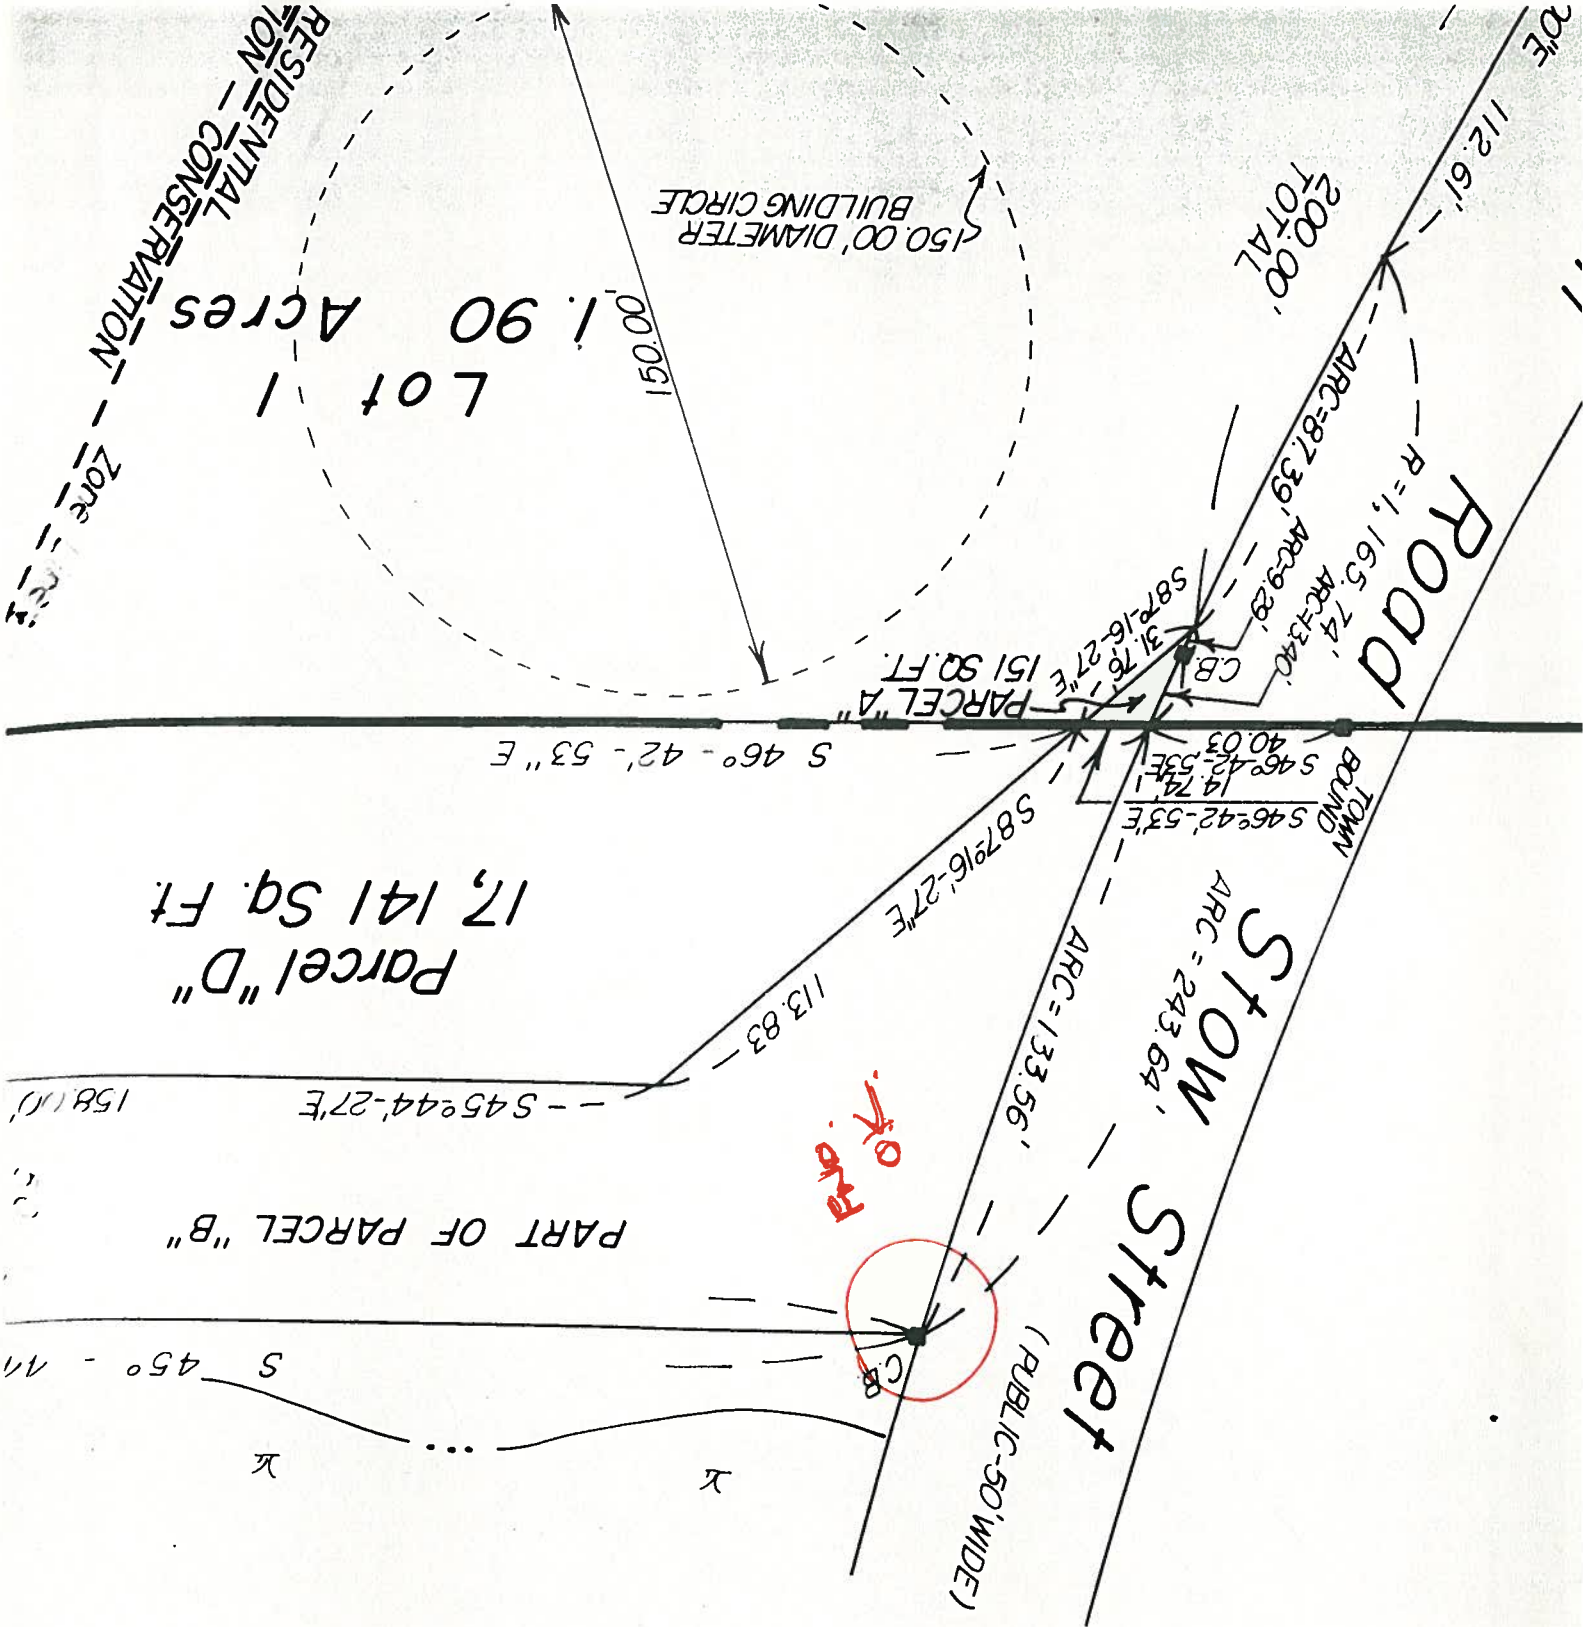 ( PUBLIC-50' WIDE)
Stow Street
C.B
S 45° -
PART OF PARCEL "B"
S45°-44'-27"E
158.00'
ARC = 243.64'
ARC=133.56'
113.83
S87°16'-27"E
Parcel "D"
17, 141 Sq. Ft.
TOWN
BOUND
S46°-42'-53"E
14.74'
S46°-42'-53"E
40.03'
S 46° - 42' - 53" E
PARCEL "A"
151 SQ. FT.
31.76'
S87°-16'-27"E
C.B.
Road
ARC=13.40'
ARC=9.29'
R = 1, 165. 74'
ARC=87.39'
Zone
Lot 1
1. 90 Acres
150.00'
150.00' DIAMETER
BUILDING CIRCLE
200.00'
TOTAL
112.61'
00"E
CONSERVATION
RESIDENTIAL